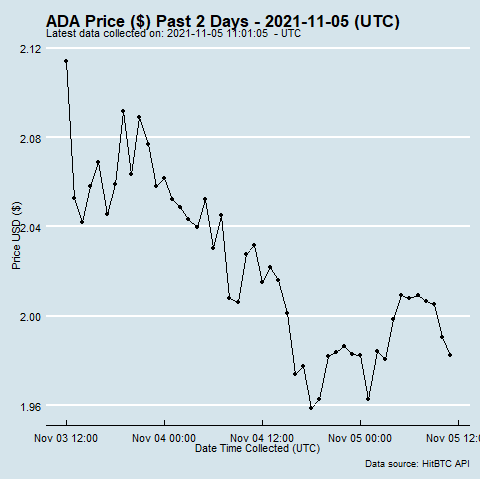 ADA Price ($) Past 2 Days - 2021-11-05 (UTC)
Latest data collected on: 2021-11-05 11:01:05 - UTC
2.12
2.08
2.04
2.00
1.96
Price USD ($)
Nov 03 12:00 Nov 04 00:00 Nov 04 12:00 Nov 05 00:00 Nov 05 12:
Date Time Collected (UTC)
Data source: HitBTC API